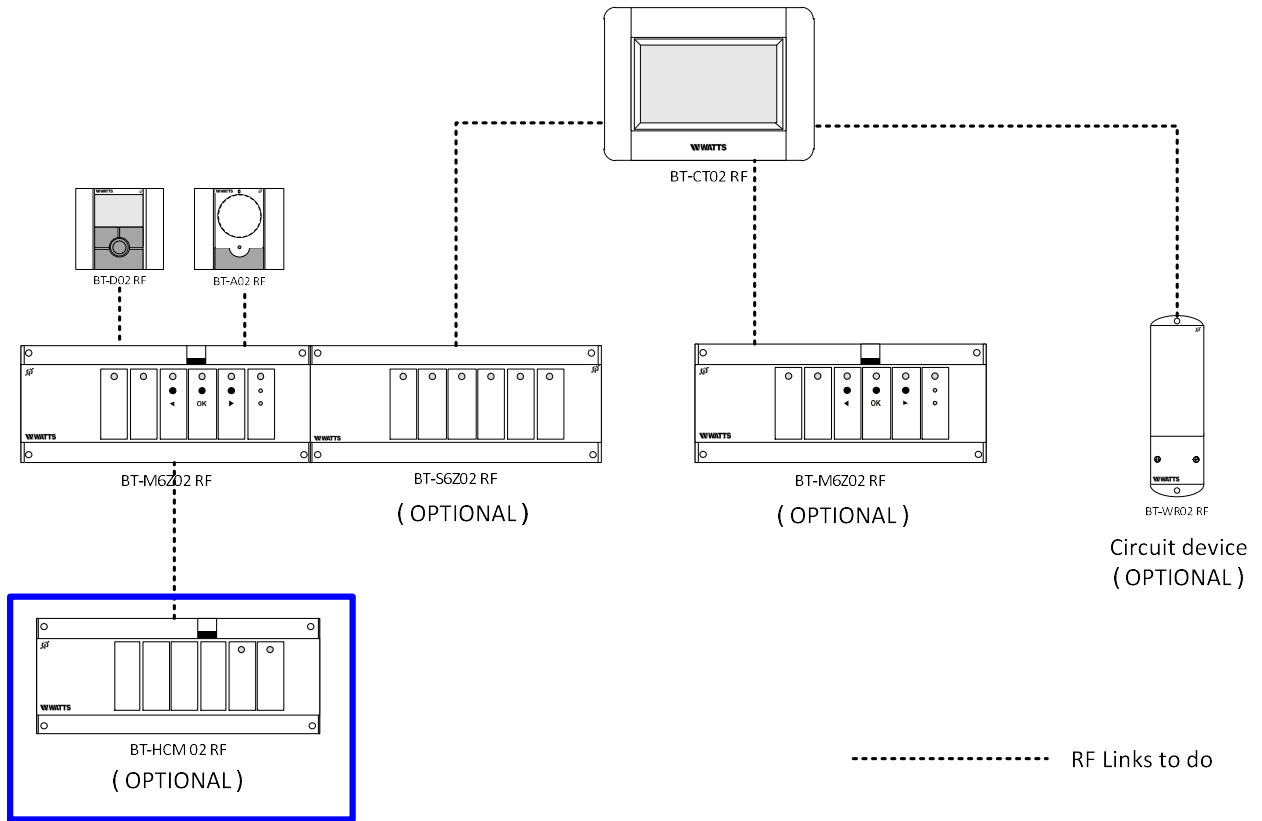 WATTS
BT-CT02 RF
WATTS
WATTS
BT-D02 RF
BT-A02 RF
OK
WATTS
BT-M6Z02 RF
WATTS
BT-S6Z02 RF
( OPTIONAL )
OK
WATTS
BT-M6Z02 RF
( OPTIONAL )
WATTS
BT-WR02 RF
Circuit device
( OPTIONAL )
WATTS
BT-HCM 02 RF
( OPTIONAL )
RF Links to do